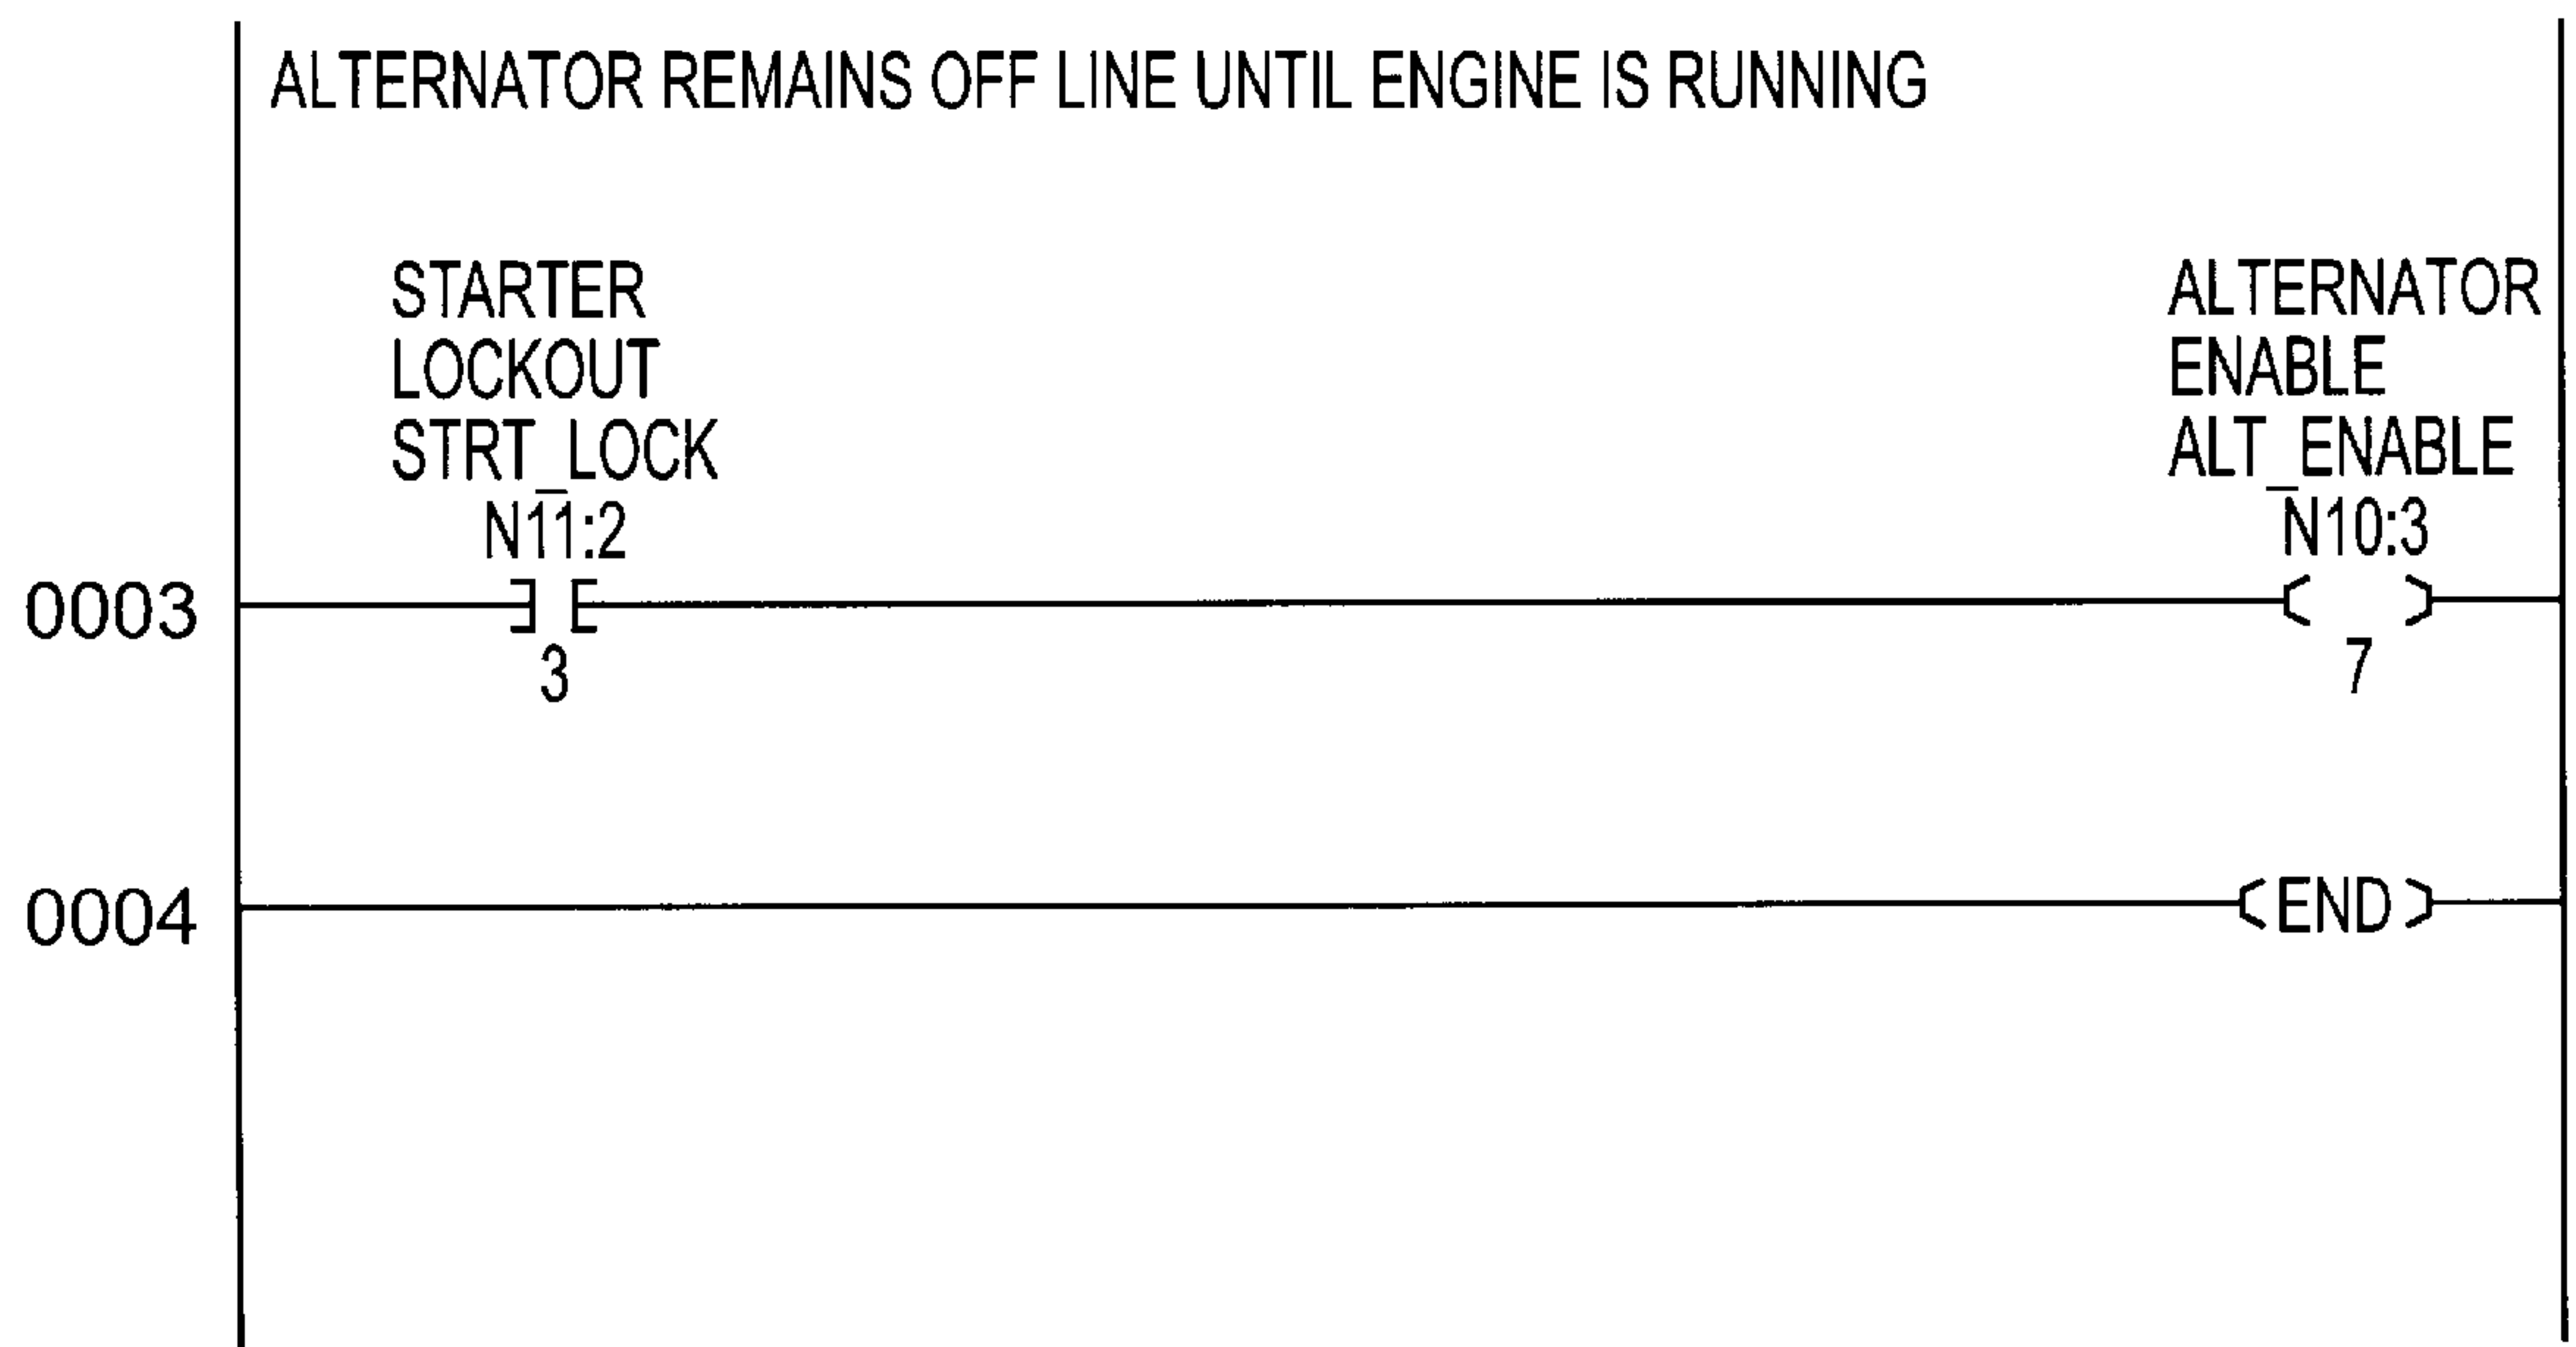 ALTERNATOR REMAINS OFF LINE UNTIL ENGINE IS RUNNING
STARTER
LOCKOUT
STRT_LOCK
N11:2
ALTERNATOR
ENABLE
ALT_ENABLE
N10:3
0003
3
7
0004
END